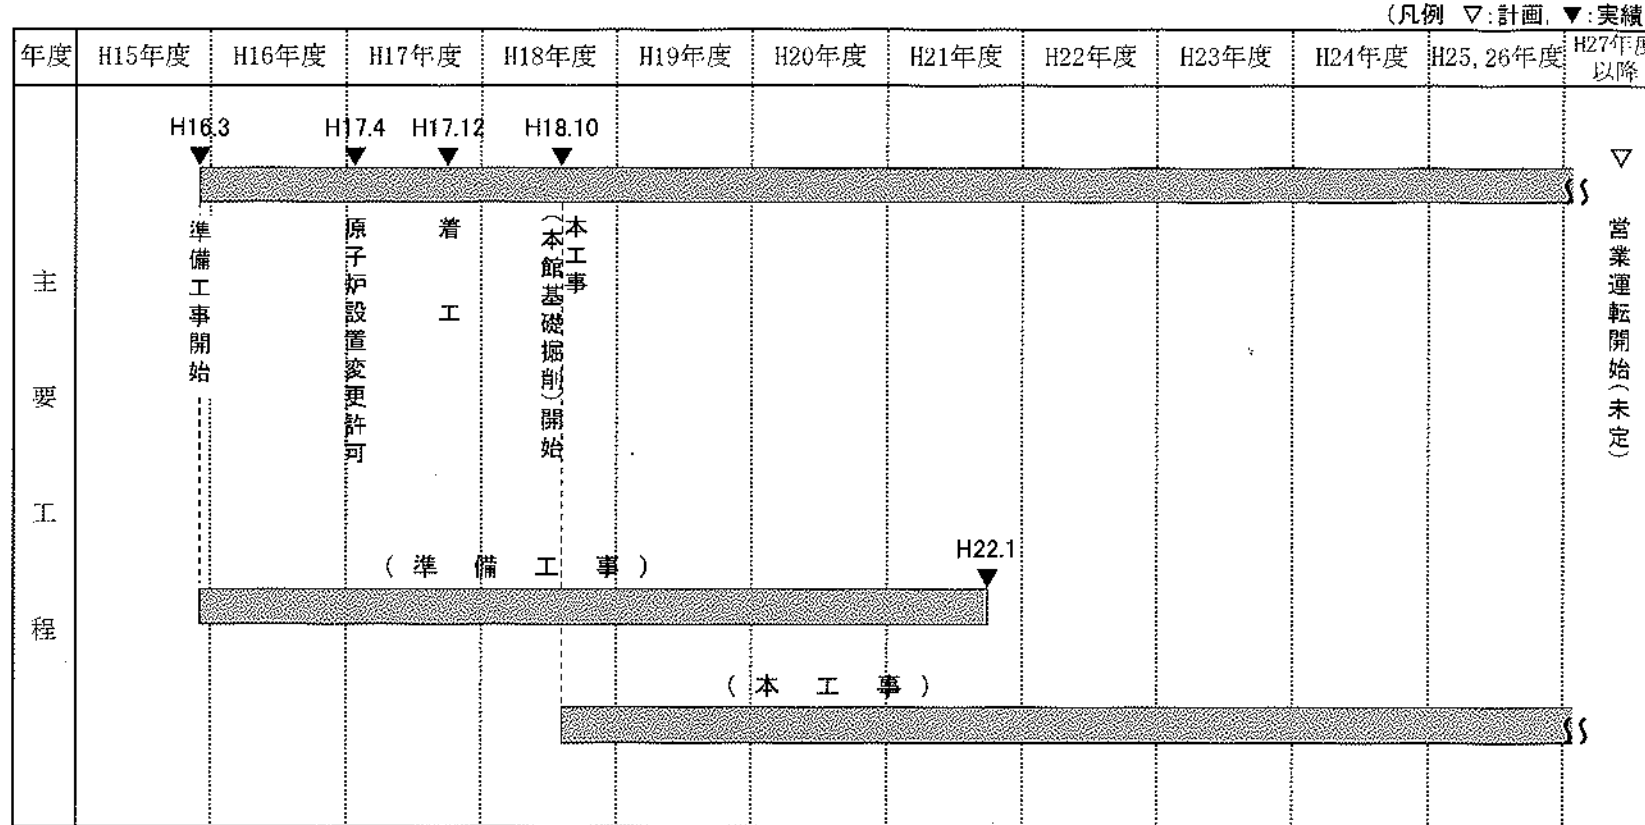 (凡例 ▽:計画, ▼:実績
年度 H15年度 H16年度 H17年度 H18年度 H19年度 H20年度 H21年度 H22年度 H23年度 H24年度 H25,26年度 H27年度
以降
H16.3 H17.4 H17.12 H18.10
準備工事開始
原子炉設置変更許可
着工
本工事
(本館基礎掘削)開始
営業運転開始(未定)
主要工程
(準備工事)
H22.1
(本工事)